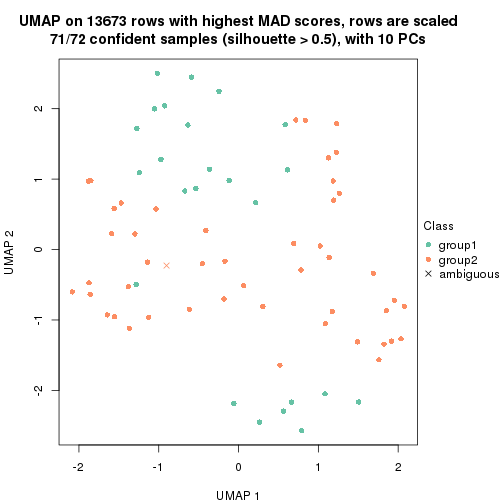 UMAP on 13673 rows with highest MAD scores, rows are scaled
71/72 confident samples (silhouette > 0.5), with 10 PCs
2
1
0
-1
-2
UMAP 2
-2
-1
0
1
2
UMAP 1
Class
group1
group2
ambiguous